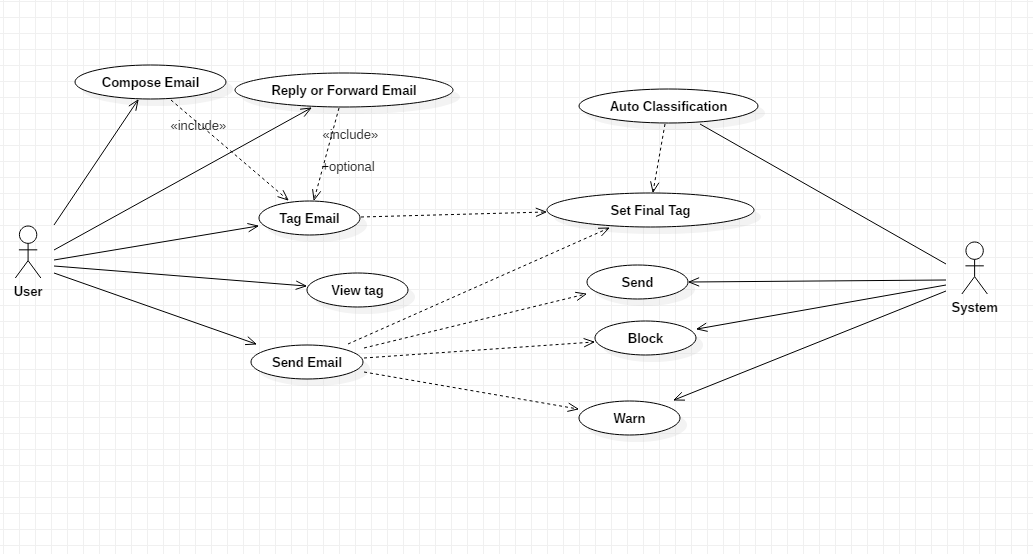 Compose Email
Reply or Forward Email
Auto Classification
«include»
«include»
+optional
Tag Email
Set Final Tag
User
View tag
Send
System
Block
Send Email
Warn